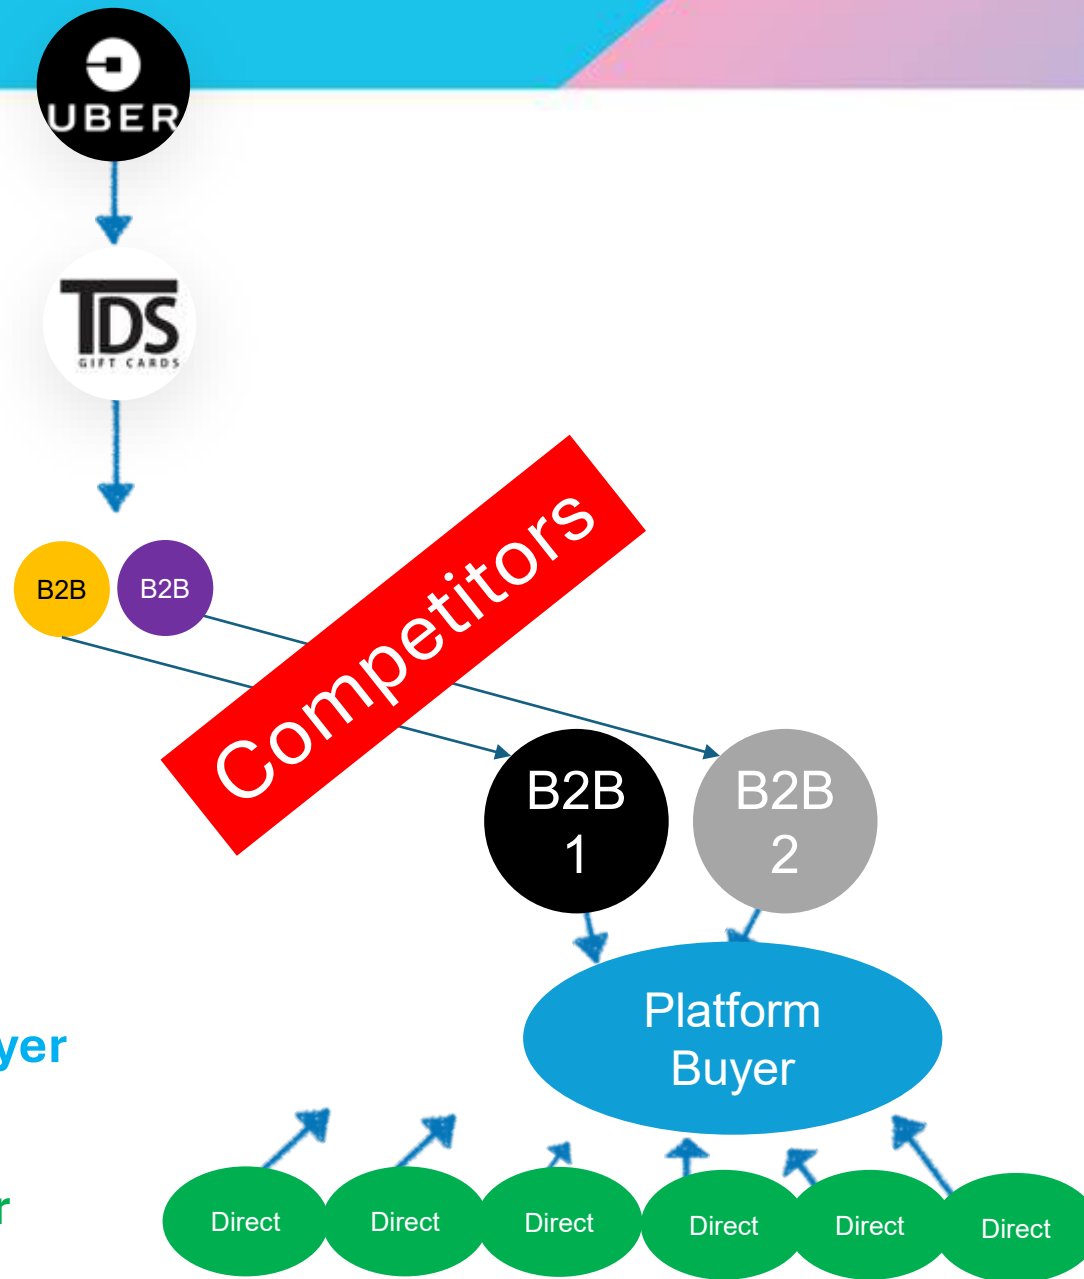 UBER
TDS
GIFT CARDS
B2B
B2B
Competitors
B2B
1
B2B
2
Platform
Buyer
yer
r
Direct
Direct
Direct
Direct
Direct
Direct